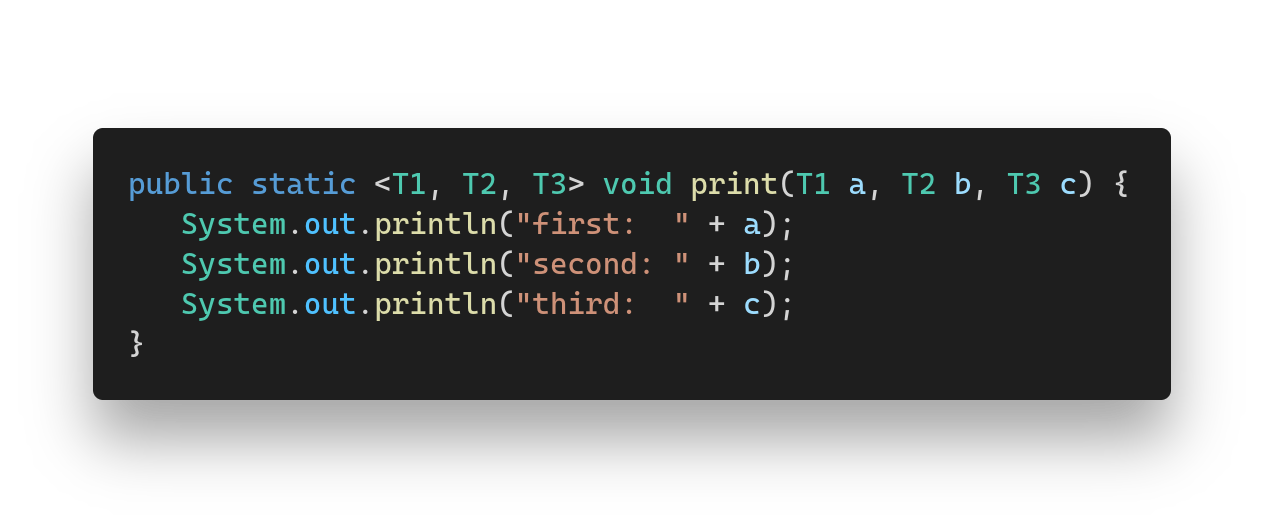 public static <T1, T2, T3> void print(T1 a, T2 b, T3 c) {
   System.out.println("first:  " + a);
   System.out.println("second: " + b);
   System.out.println("third:  " + c);
}